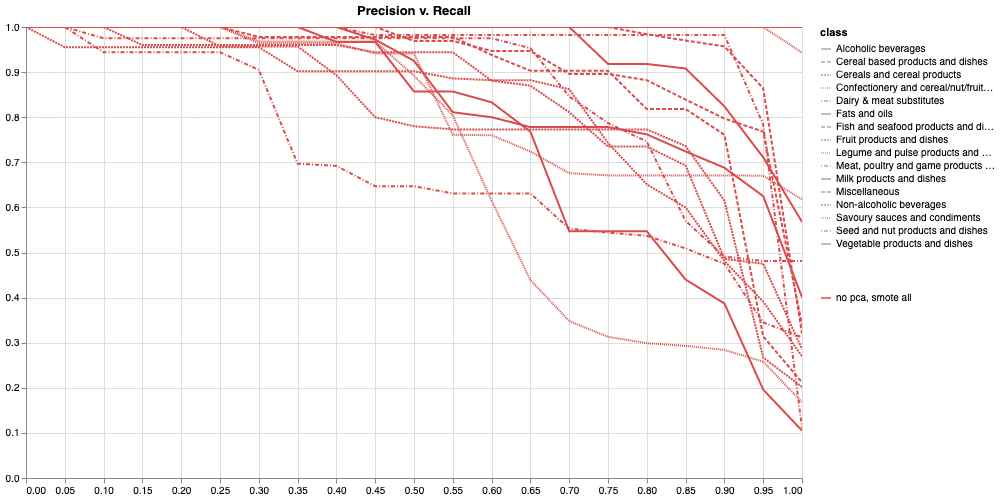 Precision v. Recall
1.0
0.9
0.8
0.7
0.6
0.5
0.4
0.3
0.2
0.1
0.0
0.00 0.05 0.10 0.15 0.20 0.25 0.30 0.35 0.40 0.45 0.50 0.55 0.60 0.65 0.70 0.75 0.80 0.85 0.90 0.95 1.00
class
Alcoholic beverages
Cereal based products and dishes
Cereals and cereal products
Confectionery and cereal/nut/fruit…
Dairy & meat substitutes
Fats and oils
Fish and seafood products and di…
Fruit products and dishes
Legume and pulse products and …
Meat, poultry and game products …
Milk products and dishes
Miscellaneous
Non-alcoholic beverages
Savoury sauces and condiments
Seed and nut products and dishes
Vegetable products and dishes
no pca, smote all